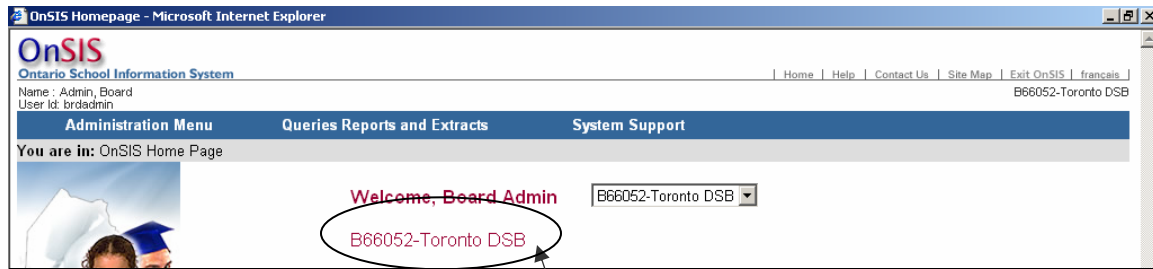 OnSIS Homepage - Microsoft Internet Explorer
OnSIS
Ontario School Information System
| Home | Help | Contact Us | Site Map | Exit OnSIS | français |
Name : Admin, Board
B66052-Toronto DSB
User Id: brdadmin
Administration Menu Queries Reports and Extracts System Support
You are in: OnSIS Home Page
Welcome, Board Admin B66052-Toronto DSB
B66052-Toronto DSB